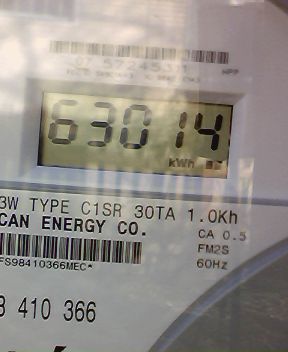 63014
kWh
3W TYPE C1SR 30TA 1.0Kh
CAN ENERGY CO.
CA 0.5
FM2S
FS98410366MEC*
60Hz
8 410 366